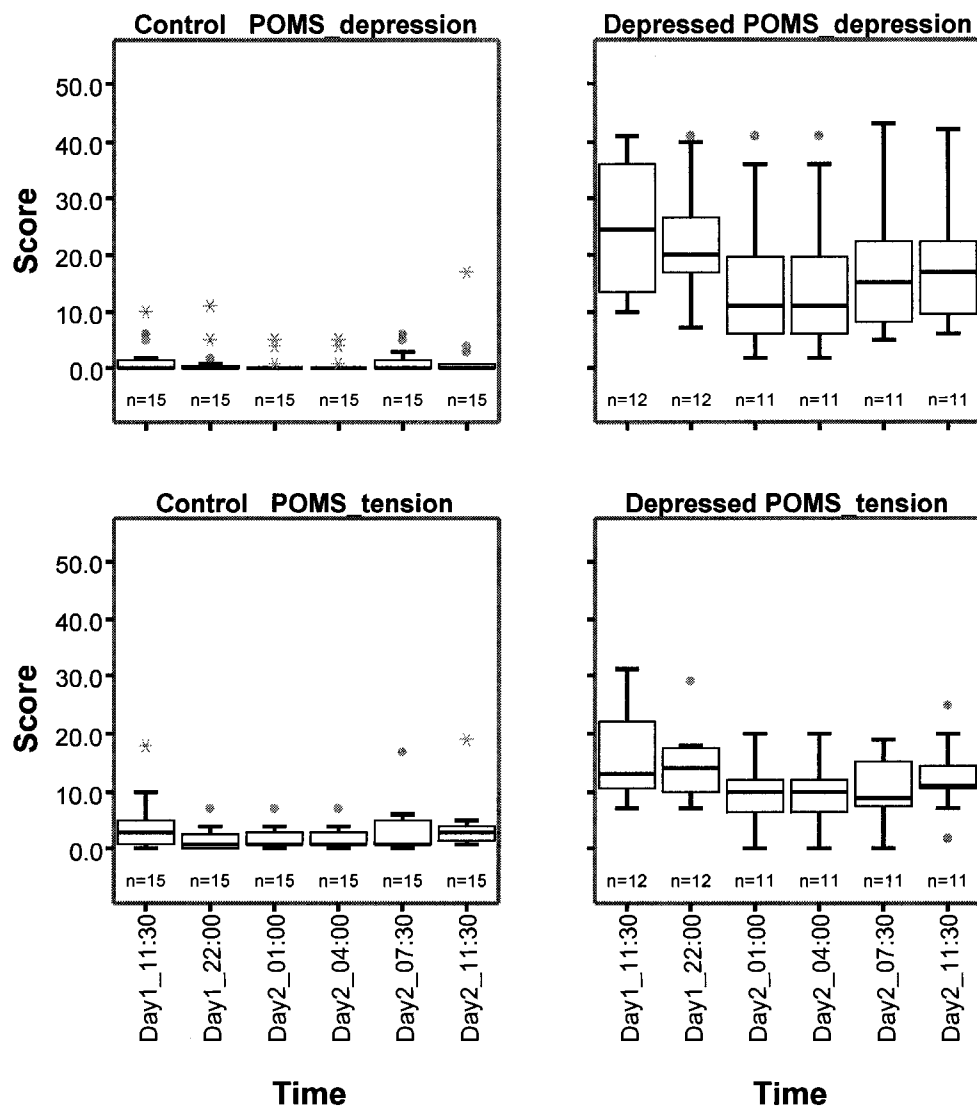 Control POMS_depression
Depressed POMS_depression
Score
50.0
40.0
30.0
20.0
10.0
0.0
n=15 n=15 n=15 n=15 n=15 n=15
n=12 n=12 n=11 n=11 n=11 n=11
Control POMS_tension
Depressed POMS_tension
Score
50.0
40.0
30.0
20.0
10.0
0.0
n=15 n=15 n=15 n=15 n=15 n=15
n=12 n=12 n=11 n=11 n=11 n=11
Day1_11:30
Day1_22:00
Day2_01:00
Day2_04:00
Day2_07:30
Day2_11:30
Day1_11:30
Day1_22:00
Day2_01:00
Day2_04:00
Day2_07:30
Day2_11:30
Time
Time